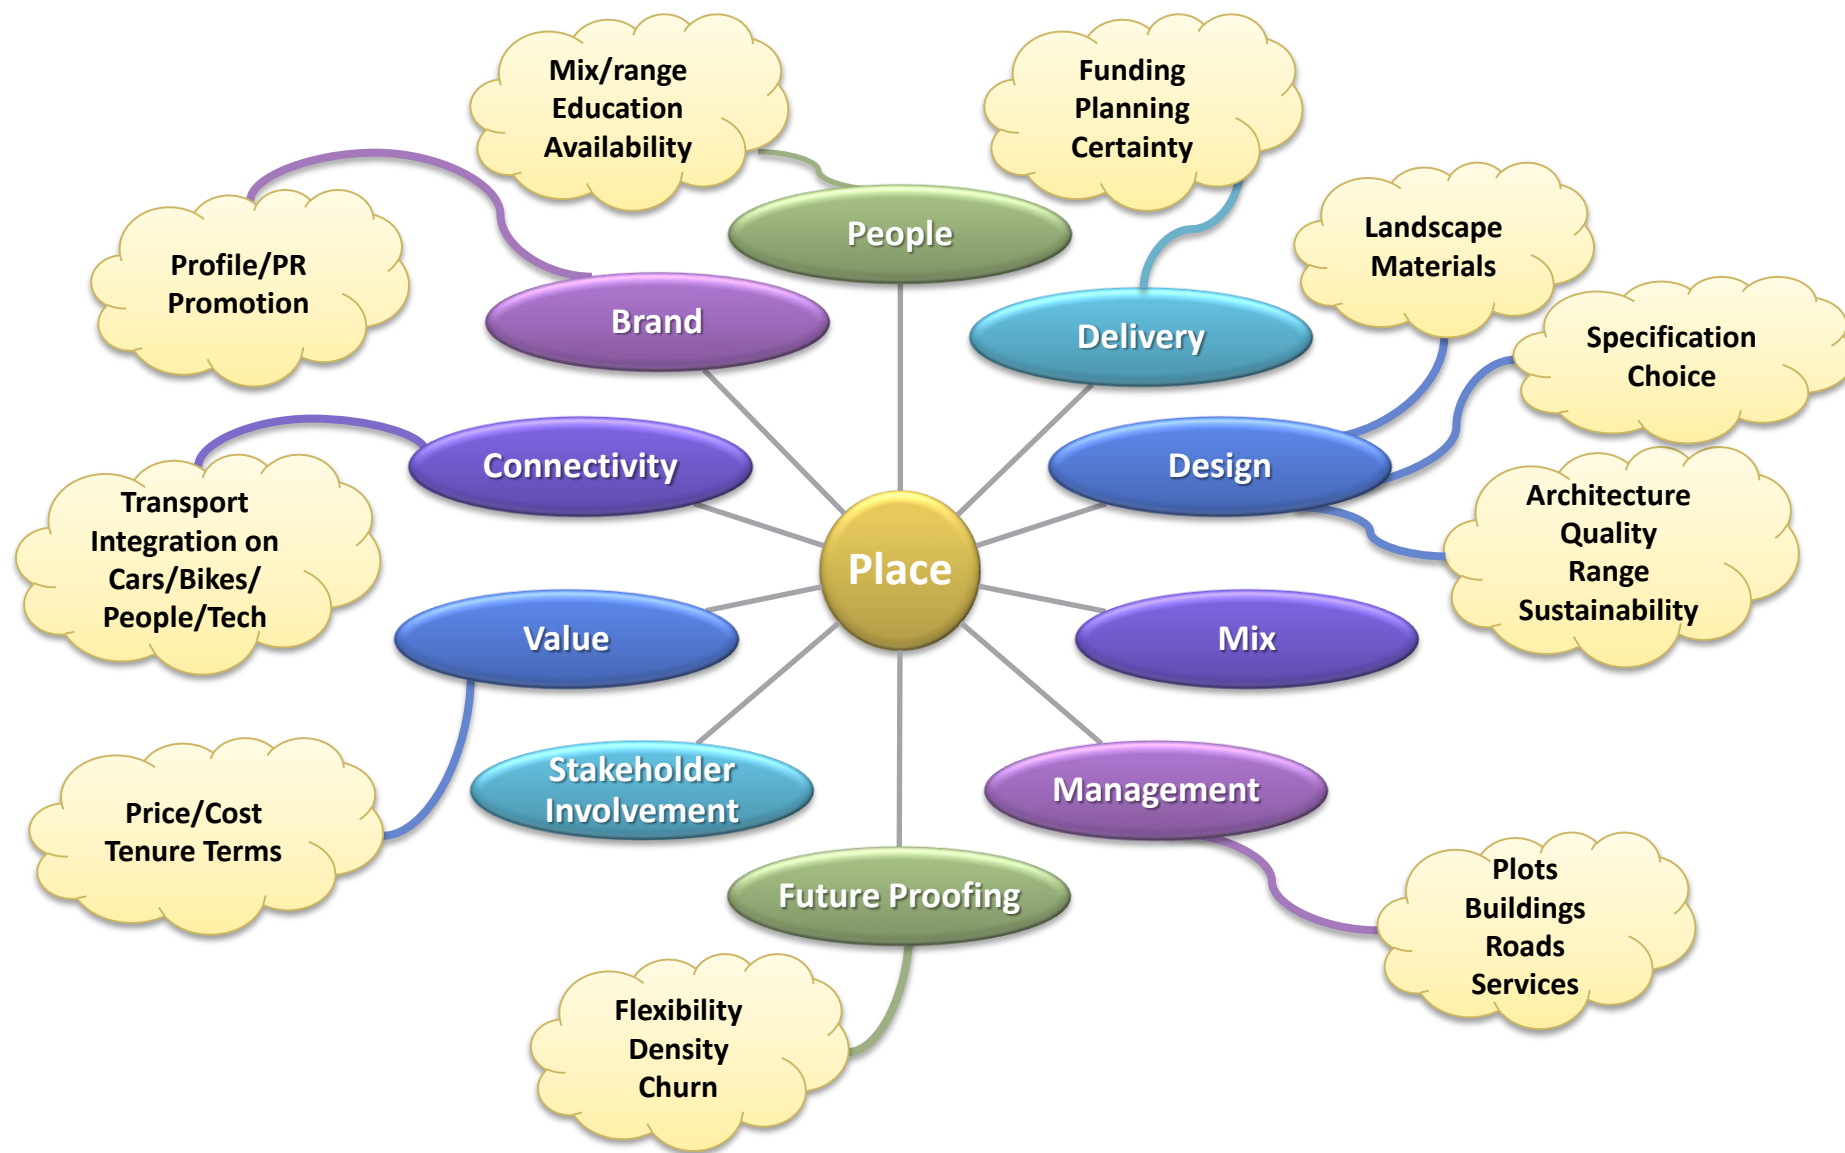 Mix/range
Education
Availability
Funding
Planning
Certainty
People
Landscape
Materials
Profile/PR
Promotion
Brand
Delivery
Specification
Choice
Connectivity
Design
Transport
Integration on
Cars/Bikes/
People/Tech
Architecture
Quality
Range
Sustainability
Place
Value
Mix
Stakeholder
Involvement
Management
Price/Cost
Tenure Terms
Future Proofing
Plots
Buildings
Roads
Services
Flexibility
Density
Churn